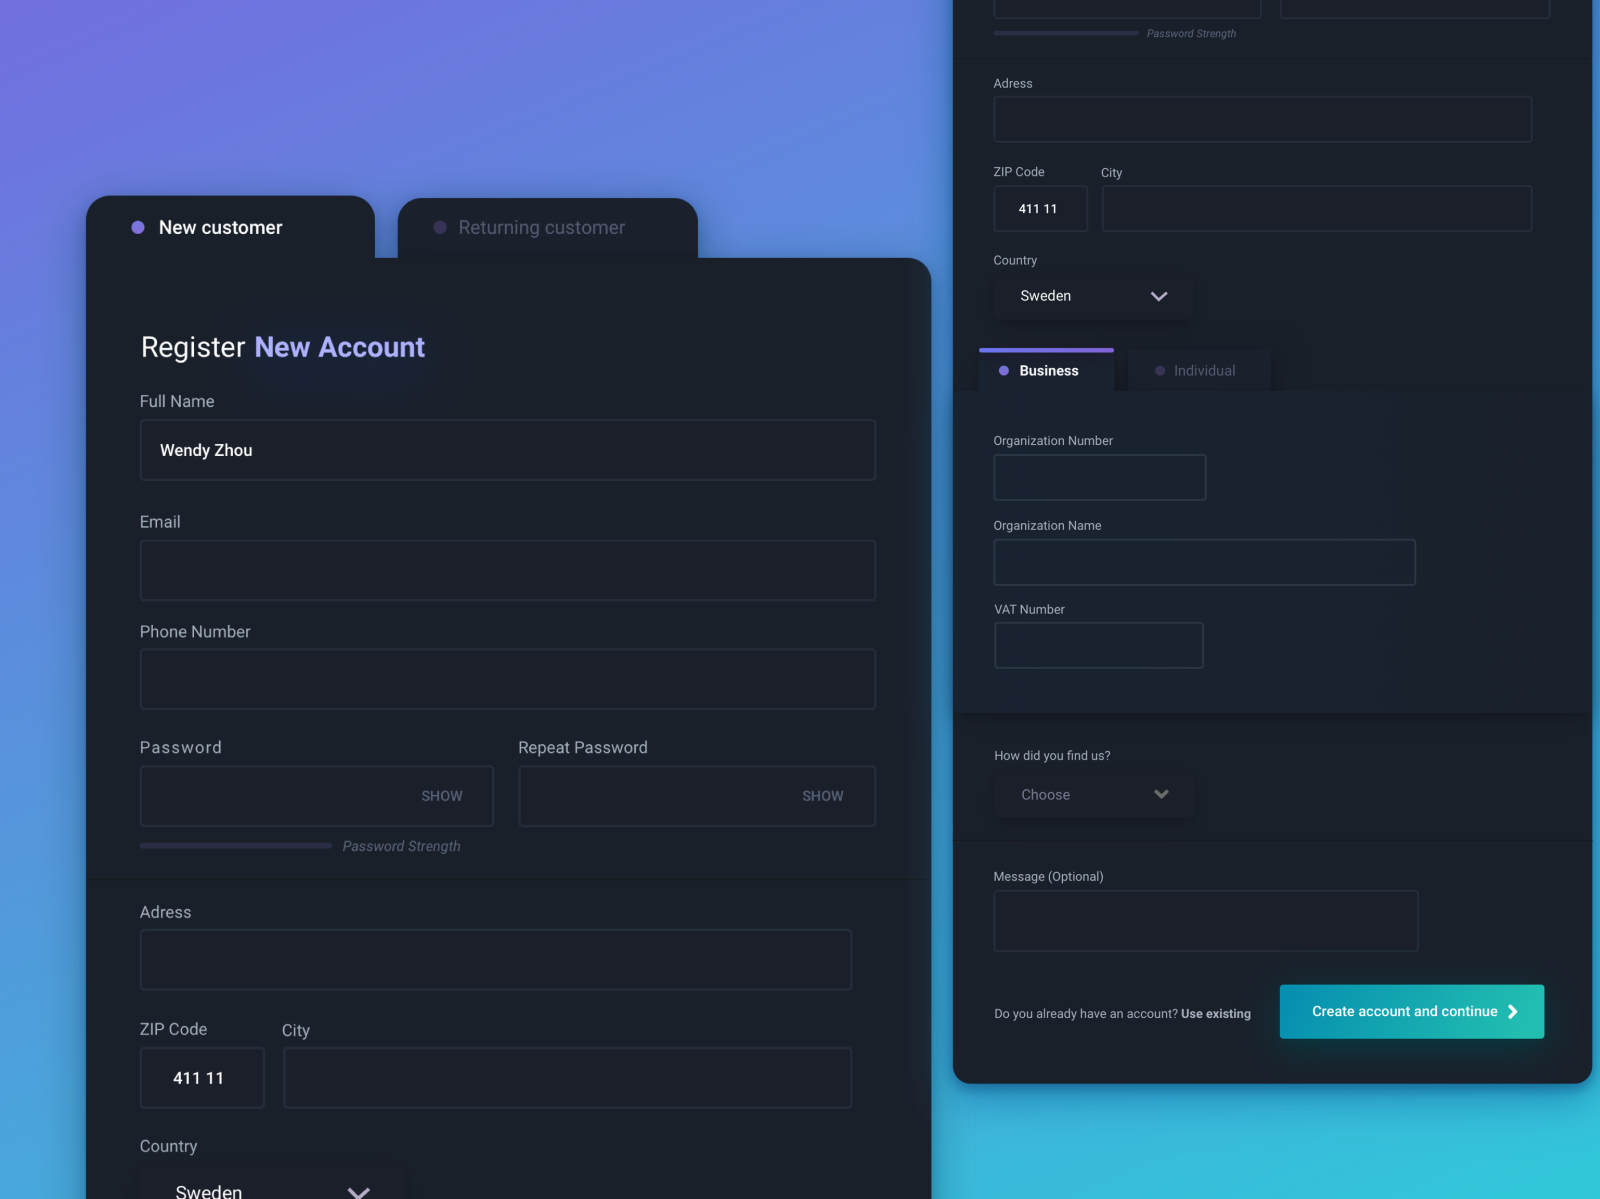 New customer
Returning customer
Register New Account
Full Name
Wendy Zhou
Email
Phone Number
Password
Repeat Password
SHOW
SHOW
Password Strength
Adress
ZIP Code
City
411 11
Country
Sweden
Password Strength
Adress
ZIP Code
City
411 11
Country
Sweden
Business
Individual
Organization Number
Organization Name
VAT Number
How did you find us?
Choose
Message (Optional)
Do you already have an account? Use existing
Create account and continue